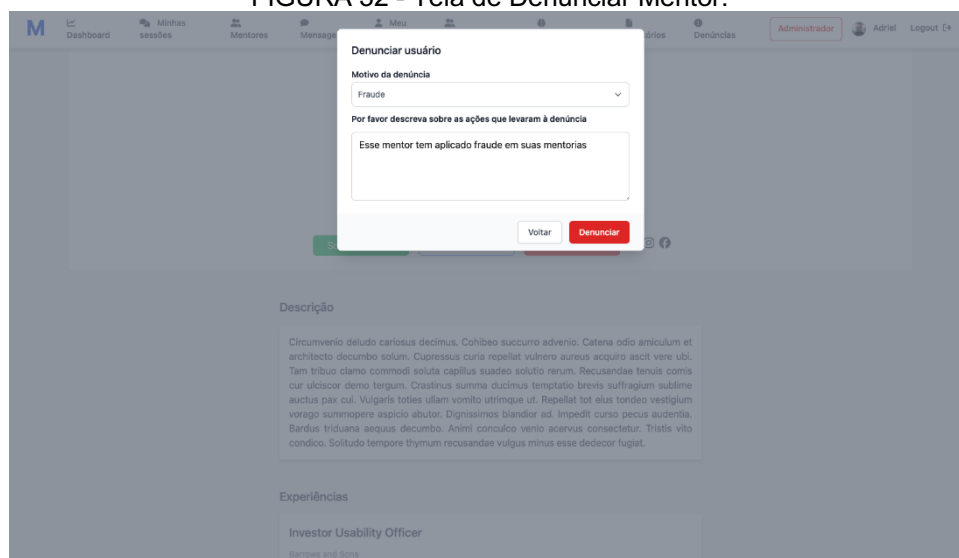 FIGURA 32 - Tela de Denunciar Mentor.
M Dashboard Minhas sessões Mentores Meu Denúncias Administrador Adriel Logout
Denunciar usuário
Motivo da denúncia
Fraude
Por favor descreva sobre as ações que levaram à denúncia
Esse mentor tem aplicado fraude em suas mentorias
Voltar Denunciar
Descrição
Circumvenio deludo cariosus decimus. Cohibeo succurro advenio. Catena odio amiculum et
architecto decumbo solum. Cupressus curia repellat vulnero aureus acquiro ascit vere ubi.
Tam tribuo clamo commodi soluta capillus suadeo solutio rerum. Recusandae tenuis comis
cur ulciscor demo tergum. Crastinus summa ducimus temptatio brevis suffragium sublime
auctus pax cui. Vulgaris toties ullam vomito utrimque ut. Repellat tot eius tondeo vestigium
vorago summopere aspicio abutor. Dignissimos blandior ad. Impedit curso pecus audentia.
Bardus triduana aequus decumbo. Animi conculco venio acervus consectetur. Tristis vito
condico. Solitudo tempore thymum recusandae vulgus minus esse dedecor fugiat.
Experiências
Investor Usability Officer
Barrows and Sons